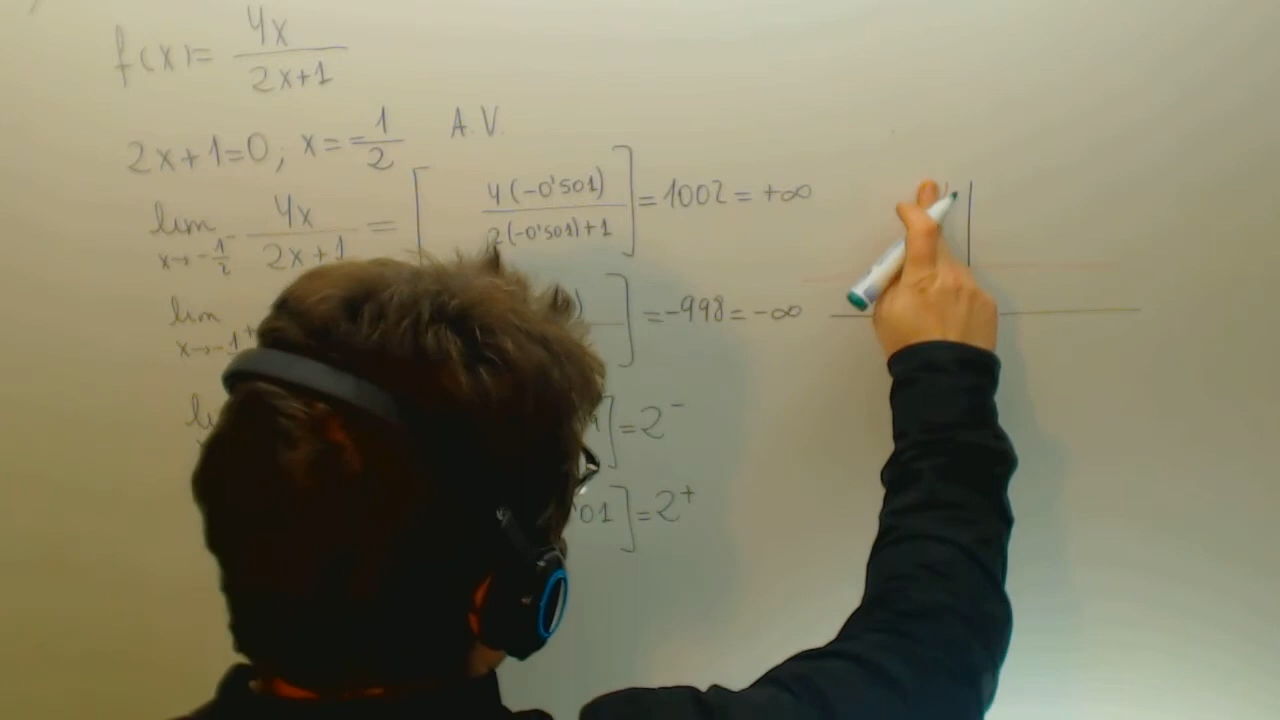 f(x)= 4x / 2x+1
2x+1=0, x=-1/2 A.V.
lim x→-1/2⁻ 4x / 2x+1 = [4(-0'501) / 2(-0'501)+1] = 1002 = +∞
lim x→-1/2⁺ ] = -998 = -∞
] = 2⁻
01] = 2⁺